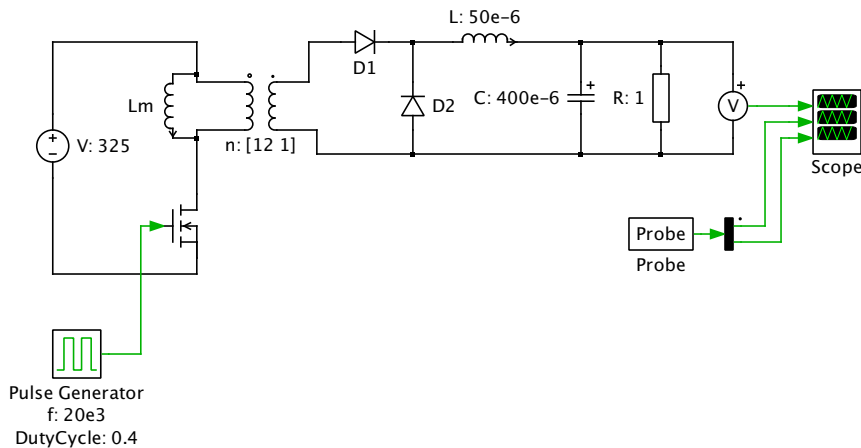 L: 50e-6
D1
Lm
D2
C: 400e-6
+
R: 1
+
V
V: 325
n: [12 1]
Scope
Probe
Probe
Pulse Generator
f: 20e3
DutyCycle: 0.4